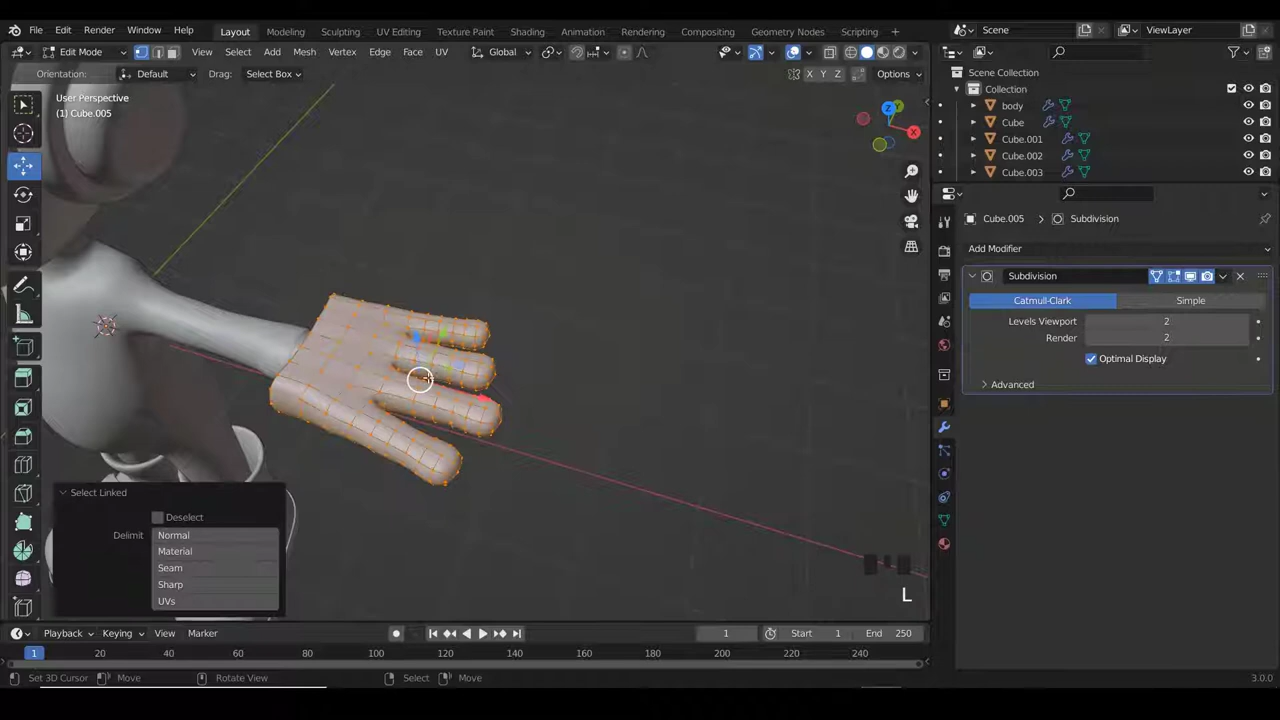 File Edit Render Window Help Layout Modeling Sculpting UV Editing Texture Paint Shading Animation Rendering Compositing Geometry Nodes Scripting + Scene ViewLayer
Edit Mode View Select Add Mesh Vertex Edge Face UV Global
Orientation: Default Drag: Select Box X Y Z Options
User Perspective
(1) Cube.005
Z
Y
X
Scene Collection
Collection
body
Cube
Cube.001
Cube.002
Cube.003
Cube.005 > Subdivision
Add Modifier
Subdivision
Catmull-Clark Simple
Levels Viewport 2
Render 2
Optimal Display
Advanced
Select Linked
Deselect
Delimit Normal
Material
Seam
Sharp
UVs
L
Playback Keying View Marker 1 Start 1 End 250
1 20 40 60 80 100 120 140 160 180 200 220 240
Set 3D Cursor Move Rotate View Select Move 3.0.0